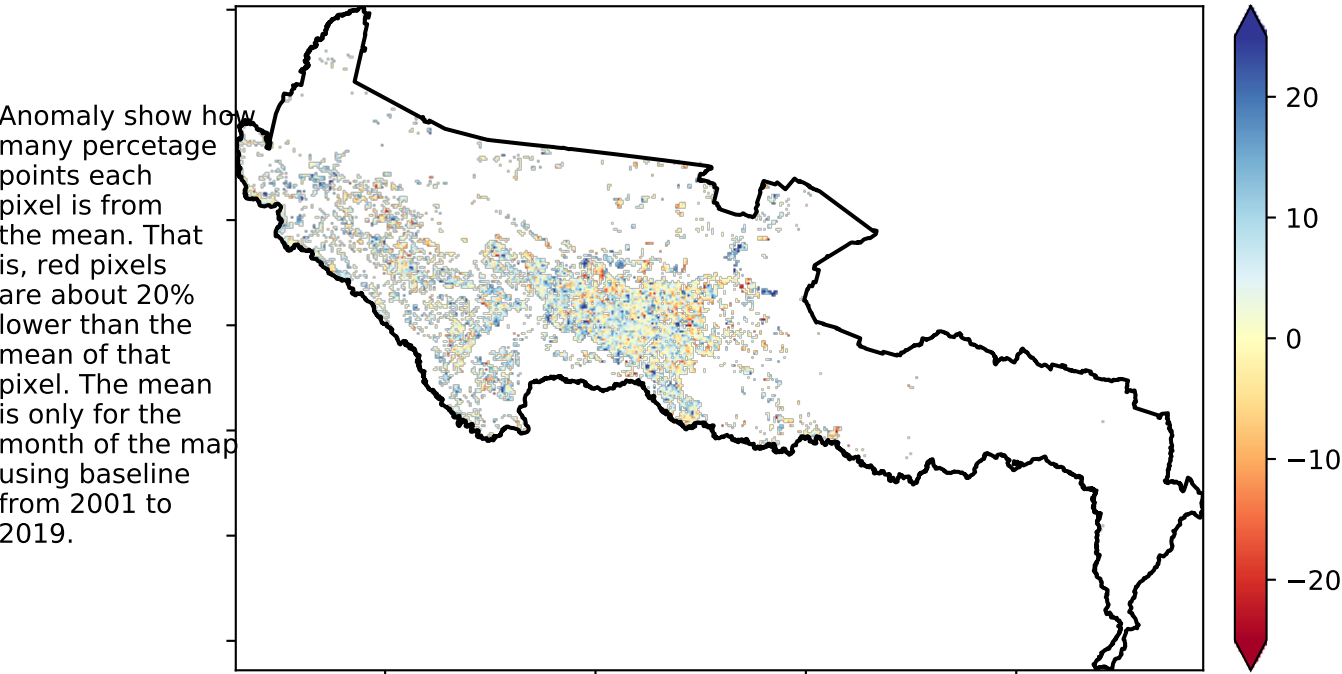 Anomaly show how
many percetage
points each
pixel is from
the mean. That
is, red pixels
are about 20%
lower than the
mean of that
pixel. The mean
is only for the
month of the map
using baseline
from 2001 to
2019.
20
10
0
−10
−20